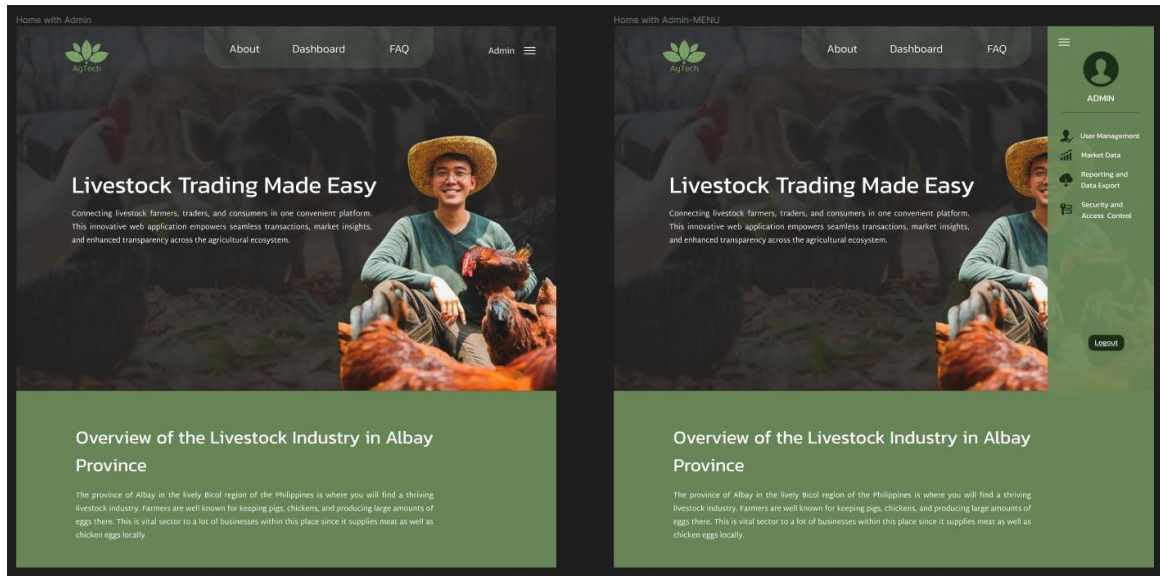 Home with Admin
AgTech
About Dashboard FAQ
Admin
Livestock Trading Made Easy
Connecting livestock farmers, traders, and consumers in one convenient platform.
This innovative web application empowers seamless transactions, market insights,
and enhanced transparency across the agricultural ecosystem.
Overview of the Livestock Industry in Albay
Province
The province of Albay in the lively Bicol region of the Philippines is where you will find a thriving
livestock industry. Farmers are well known for keeping pigs, chickens, and producing large amounts of
eggs there. This is vital sector to a lot of businesses within this place since it supplies meat as well as
chicken eggs locally.
Home with Admin-MENU
AgTech
About Dashboard FAQ
Livestock Trading Made Easy
Connecting livestock farmers, traders, and consumers in one convenient platform.
This innovative web application empowers seamless transactions, market insights,
and enhanced transparency across the agricultural ecosystem.
ADMIN
User Management
Market Data
Reporting and
Data Export
Security and
Access Control
Logout
Overview of the Livestock Industry in Albay
Province
The province of Albay in the lively Bicol region of the Philippines is where you will find a thriving
livestock industry. Farmers are well known for keeping pigs, chickens, and producing large amounts of
eggs there. This is vital sector to a lot of businesses within this place since it supplies meat as well as
chicken eggs locally.